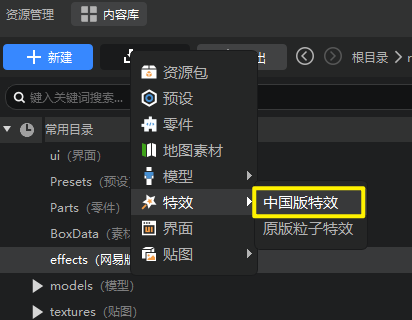 资源管理
内容库
新建
出
根目录
键入关键词搜索...
常用目录
ui（界面）
Presets（预设
Parts（零件）
BoxData（零
effects（网易版
models（模型）
textures（贴图）
资源包
预设
零件
地图素材
模型
特效
界面
贴图
中国版特效
原版粒子特效